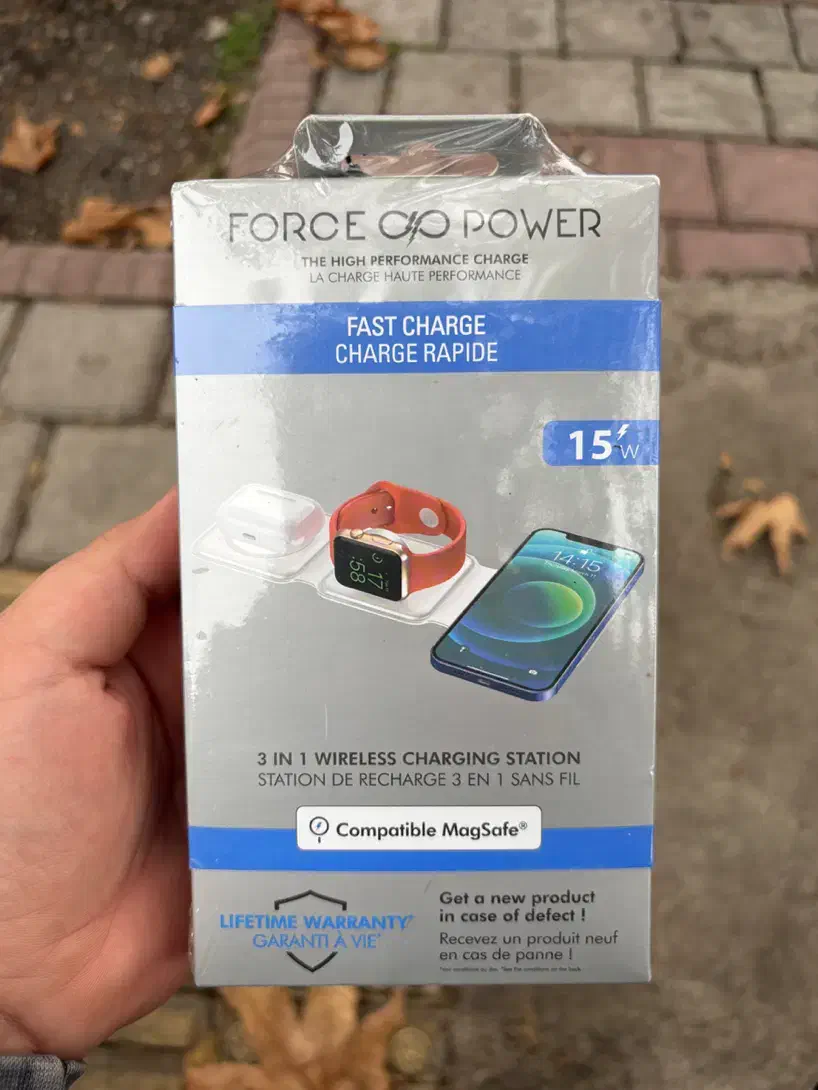 FORCE POWER
THE HIGH PERFORMANCE CHARGE
LA CHARGE HAUTE PERFORMANCE
FAST CHARGE
CHARGE RAPIDE
15W
17
:58
14:15
3 IN 1 WIRELESS CHARGING STATION
STATION DE RECHARGE 3 EN 1 SANS FIL
Compatible MagSafe®
LIFETIME WARRANTY*
GARANTI À VIE*
Get a new product
in case of defect !
Recevez un produit neuf
en cas de panne !